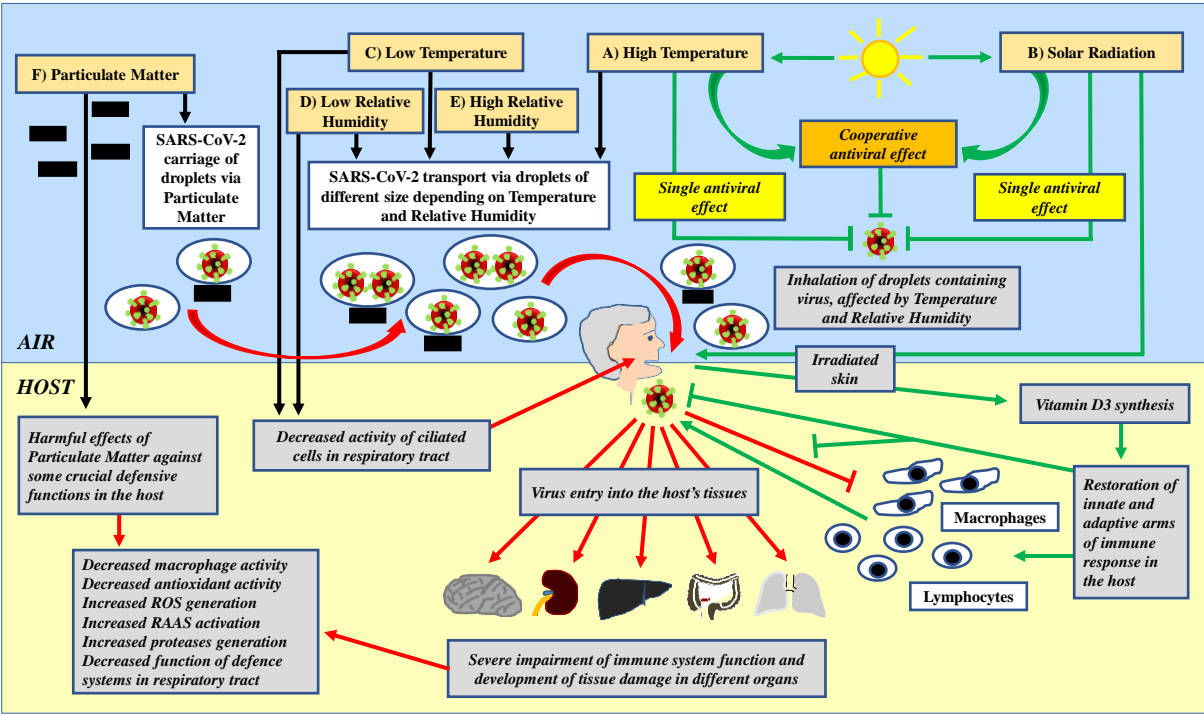 F) Particulate Matter
C) Low Temperature
A) High Temperature
B) Solar Radiation
D) Low Relative
Humidity
E) High Relative
Humidity
SARS-CoV-2
carriage of
droplets via
Particulate
Matter
SARS-CoV-2 transport via droplets of
different size depending on Temperature
and Relative Humidity
Cooperative
antiviral effect
Single antiviral
effect
Single antiviral
effect
Inhalation of droplets containing
virus, affected by Temperature
and Relative Humidity
AIR
HOST
Irradiated
skin
Vitamin D3 synthesis
Harmful effects of
Particulate Matter against
some crucial defensive
functions in the host
Decreased activity of ciliated
cells in respiratory tract
Virus entry into the host's tissues
Macrophages
Lymphocytes
Restoration of
innate and
adaptive arms
of immune
response in
the host
Decreased macrophage activity
Decreased antioxidant activity
Increased ROS generation
Increased RAAS activation
Increased proteases generation
Decreased function of defence
systems in respiratory tract
Severe impairment of immune system function and
development of tissue damage in different organs